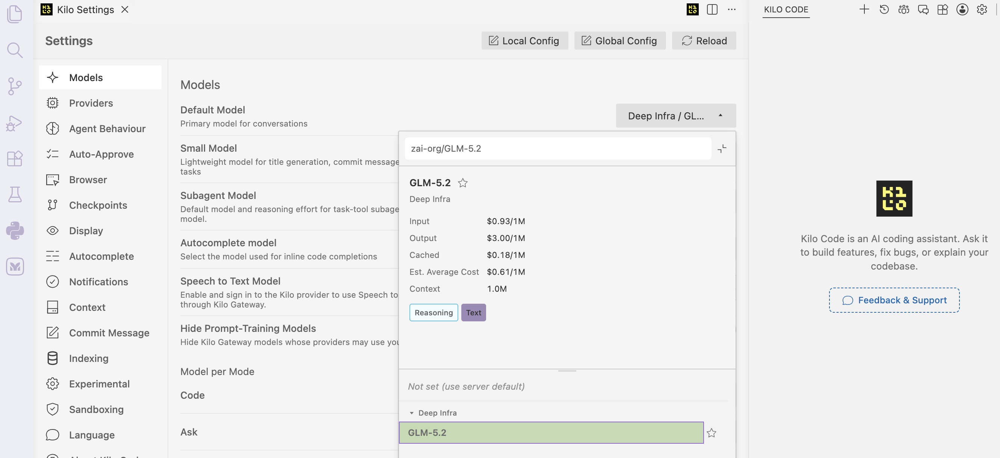 Kilo Settings
KILO CODE
Settings
Local Config
Global Config
Reload
Models
Providers
Agent Behaviour
Auto-Approve
Browser
Checkpoints
Display
Autocomplete
Notifications
Context
Commit Message
Indexing
Experimental
Sandboxing
Language
Models
Default Model
Primary model for conversations
Deep Infra / GL...
Small Model
Lightweight model for title generation, commit message
tasks
Subagent Model
Default model and reasoning effort for task-tool subage
model.
Autocomplete model
Select the model used for inline code completions
Speech to Text Model
Enable and sign in to the Kilo provider to use Speech to
through Kilo Gateway.
Hide Prompt-Training Models
Hide Kilo Gateway models whose providers may use you
Model per Mode
Code
Ask
zai-org/GLM-5.2
GLM-5.2
Deep Infra
Input $0.93/1M
Output $3.00/1M
Cached $0.18/1M
Est. Average Cost $0.61/1M
Context 1.0M
Reasoning
Text
Not set (use server default)
Deep Infra
GLM-5.2
Kilo Code is an AI coding assistant. Ask it
to build features, fix bugs, or explain your
codebase.
Feedback & Support